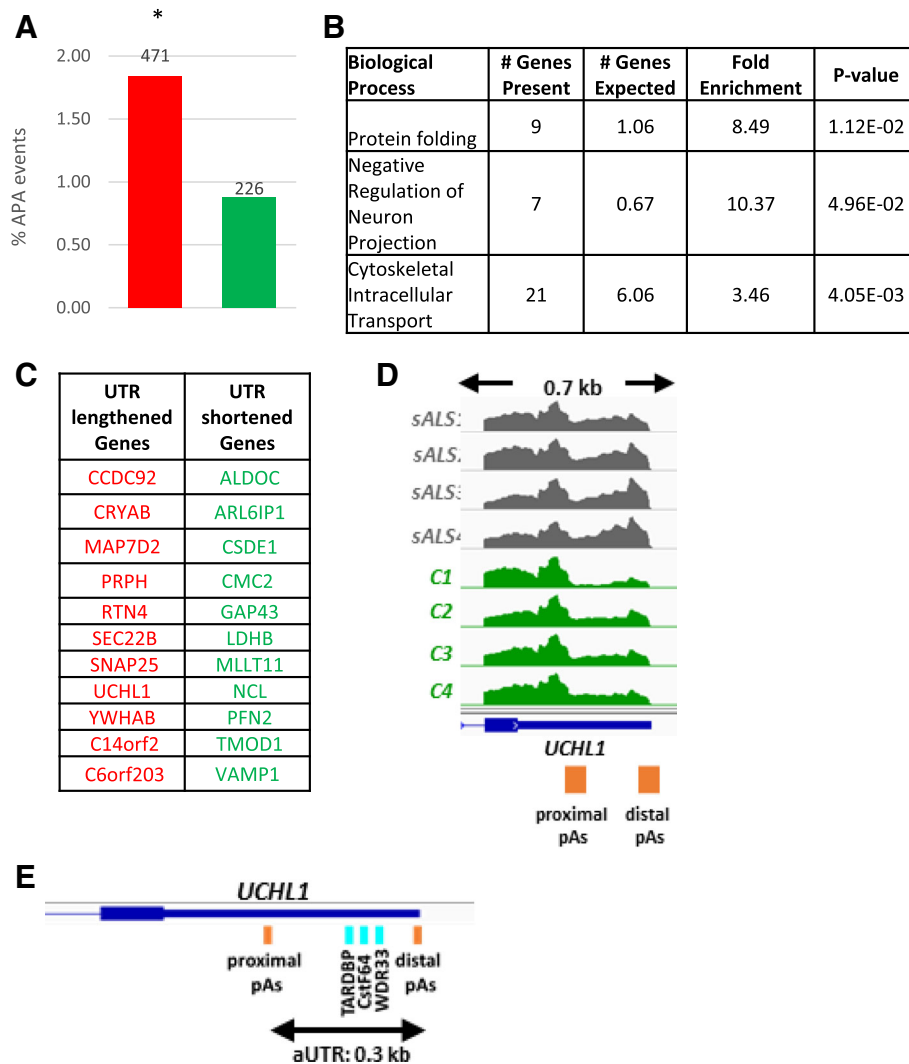 A
*
% APA events
2.00
1.50
1.00
0.50
0.00
471
226
B
Biological Process # Genes Present # Genes Expected Fold Enrichment P-value
Protein folding 9 1.06 8.49 1.12E-02
Negative Regulation of Neuron Projection 7 0.67 10.37 4.96E-02
Cytoskeletal Intracellular Transport 21 6.06 3.46 4.05E-03
C
UTR lengthened Genes UTR shortened Genes
CCDC92 ALDOC
CRYAB ARL6IP1
MAP7D2 CSDE1
PRPH CMC2
RTN4 GAP43
SEC22B LDHB
SNAP25 MLLT11
UCHL1 NCL
YWHAB PFN2
C14orf2 TMOD1
C6orf203 VAMP1
D
0.7 kb
sALS1
sALS2
sALS3
sALS4
C1
C2
C3
C4
UCHL1
proximal pAs
distal pAs
E
UCHL1
proximal pAs
TARDBP
CstF64
WDR33
distal pAs
aUTR: 0.3 kb